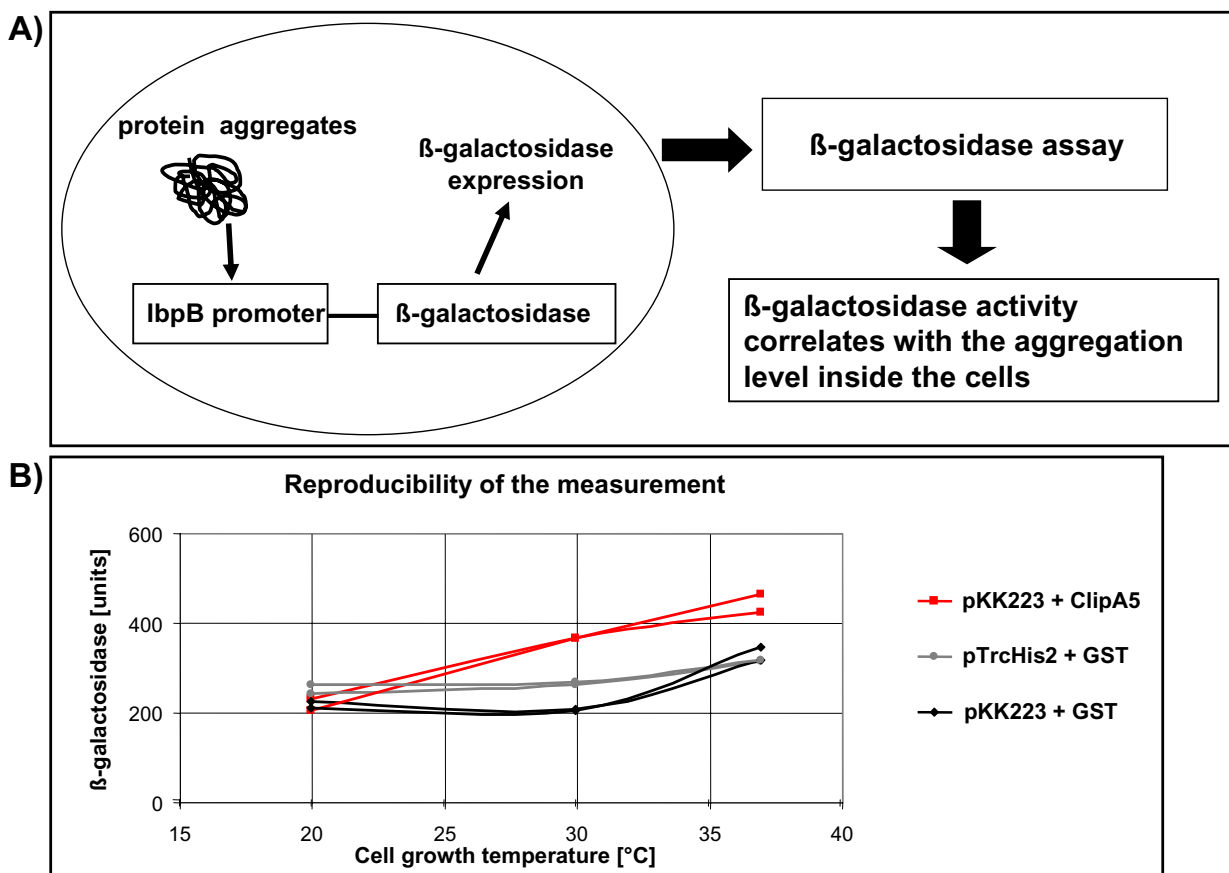 A)
protein aggregates
ß-galactosidase
expression
IbpB promoter
ß-galactosidase
ß-galactosidase assay
ß-galactosidase activity
correlates with the aggregation
level inside the cells
B)
Reproducibility of the measurement
ß-galactosidase [units]
600
400
200
0
15
20
25
30
35
40
Cell growth temperature [°C]
pKK223 + ClipA5
pTrcHis2 + GST
pKK223 + GST